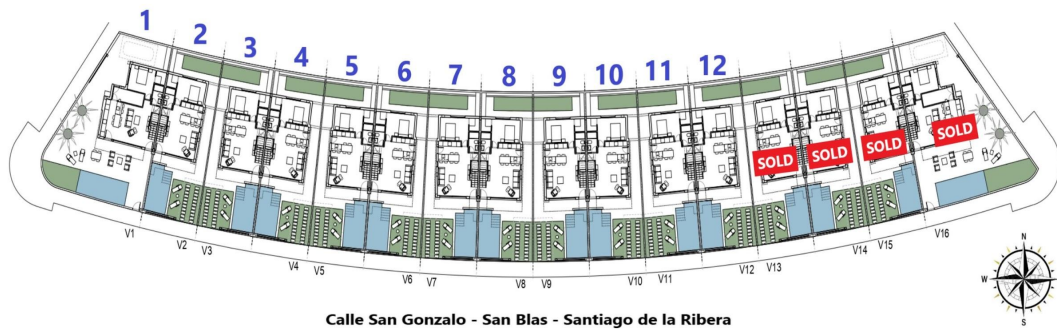 1 2 3 4 5 6 7 8 9 10 11 12
SOLD SOLD SOLD SOLD
V1 V2 V3 V4 V5 V6 V7 V8 V9 V10 V11 V12 V13 V14 V15 V16
N
W
S
Calle San Gonzalo - San Blas - Santiago de la Ribera